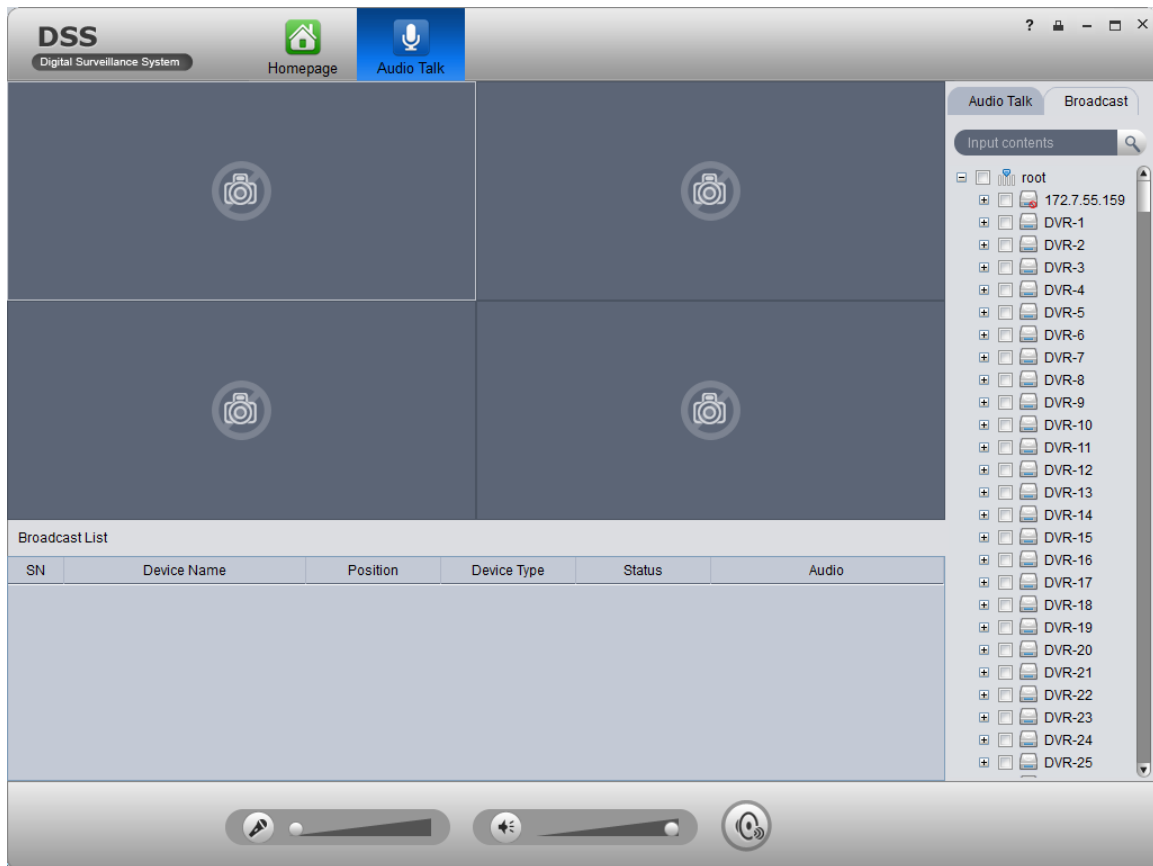 DSS
Digital Surveillance System
Homepage
Audio Talk
?
Audio Talk
Broadcast
Input contents
root
172.7.55.159
DVR-1
DVR-2
DVR-3
DVR-4
DVR-5
DVR-6
DVR-7
DVR-8
DVR-9
DVR-10
DVR-11
DVR-12
DVR-13
DVR-14
DVR-15
DVR-16
DVR-17
DVR-18
DVR-19
DVR-20
DVR-21
DVR-22
DVR-23
DVR-24
DVR-25
Broadcast List
SN Device Name Position Device Type Status Audio